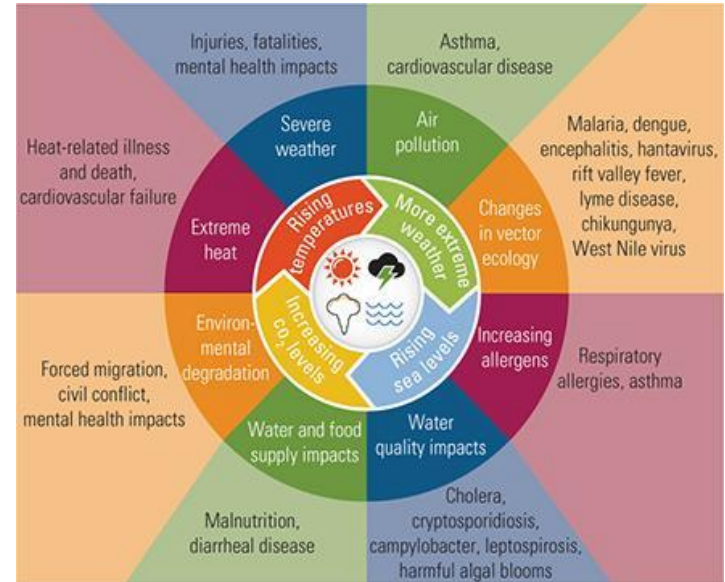 Injuries, fatalities,
mental health impacts
Asthma,
cardiovascular disease
Heat-related illness
and death,
cardiovascular failure
Severe
weather
Air
pollution
Malaria, dengue,
encephalitis, hantavirus,
rift valley fever,
lyme disease,
chikungunya,
West Nile virus
Extreme
heat
Rising
temperatures
More extreme
weather
Changes
in vector
ecology
Environ-
mental
degradation
Increasing
co₂ levels
Rising
sea levels
Increasing
allergens
Forced migration,
civil conflict,
mental health impacts
Respiratory
allergies, asthma
Water and food
supply impacts
Water
quality impacts
Malnutrition,
diarrheal disease
Cholera,
cryptosporidiosis,
campylobacter, leptospirosis,
harmful algal blooms